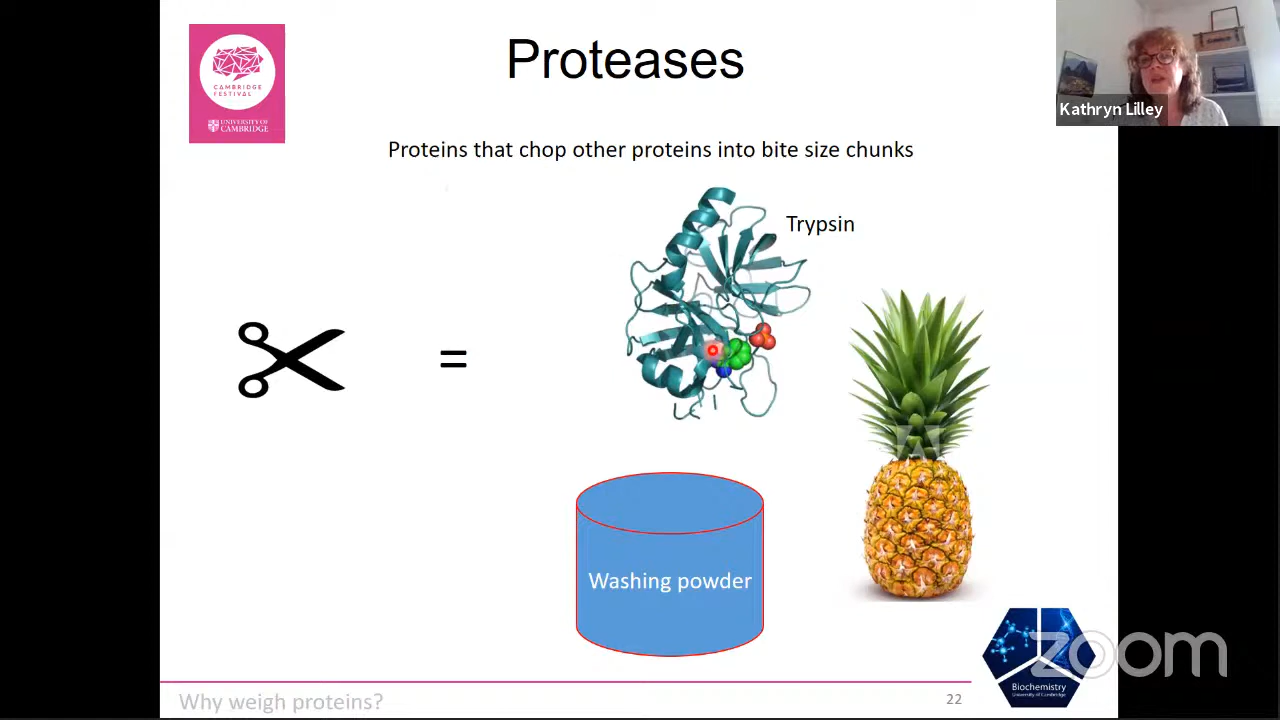 Proteases
CAMBRIDGE
FESTIVAL
UNIVERSITY OF
CAMBRIDGE
Kathryn Lilley
Proteins that chop other proteins into bite size chunks
Trypsin
=
Washing powder
zoom
Biochemistry
University of Cambridge
Why weigh proteins?
22